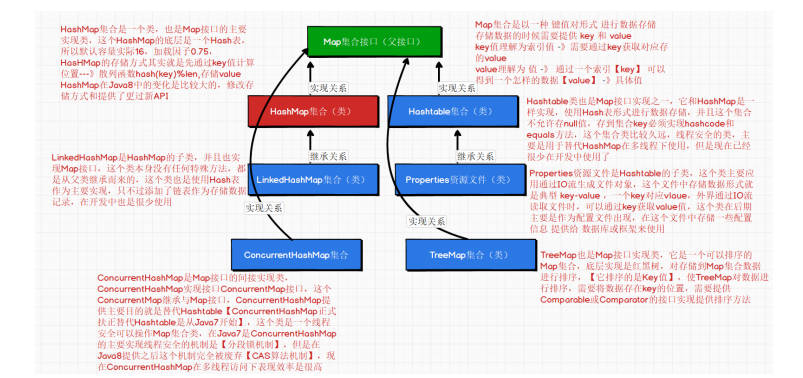 HashMap集合是一个类，也是Map接口的主要
实现类，这个HashMap的底层是一个Hash表，
所以默认容量实际16，加载因子0.75,
HasHMap的存储方式其实就是先通过key值计算
位置---》散列函数hash(key)%len,存储value
HashMap在Java8中的变化是比较大的，修改存
储方式和提供了更过新API
Map集合接口（父接口）
Map集合是以一种 键值对形式 进行数据存储
存储数据的时候需要提供 key 和 value
key值理解为索引值 -》需要通过key获取对应存
的value
value理解为 值 -》 通过一个索引【key】 可以
得到一个怎样的数据【value】 -》具体值
实现关系
实现关系
HashMap集合（类）
Hashtable集合（类）
Hashtable类也是Map接口实现之一，它和HashMap是一
样实现，使用Hash表形式进行数据存储，并且这个集合
不允许存null值，存到集合key必须实现hashcode和
equals方法，这个集合类比较久远，线程安全的类，主
要是用于替代HashMap在多线程下使用，但是现在已经
很少在开发中使用了
继承关系
继承关系
LinkedHashMap是HashMap的子类，并且也实
现Map接口，这个类本身没有任何特殊方法，都
是从父类继承而来的，这个类也是使用Hash表
作为主要实现，只不过添加了链表作为存储数据
记录，在开发中也是很少使用
LinkedHashMap集合（类）
Properties资源文件（类）
Properties资源文件是Hashtable的子类，这个类主要应
用通过IO流生成文件对象，这个文件中存储数据形式就
是典型 key-value ，一个key对应vlaue，外界通过IO流
读取文件时，可以通过key获取value值，这个类在后期
主要是作为配置文件出现，在这个文件中存储一些配置
信息 提供给 数据库或框架来使用
实现关系
实现关系
ConcurrentHashMap集合
TreeMap集合（类）
TreeMap也是Map接口实现类，它是一个可以排序的
Map集合，底层实现是红黑树，对存储到Map集合数据
进行排序，【它排序的是Key值】，使TreeMap对数据进
行排序，需要将数据存在key的位置，需要提供
Comparable或Comparator的接口实现提供排序方法
ConcurrentHashMap是Map接口的间接实现类，
ConcurrentHashMap实现接口ConcurrentMap接口，这个
ConcurrentMap继承与Map接口，ConcurrentHashMap提
供主要目的就是替代Hashtable【ConcurrentHashMap正式
扶正替代Hashtable是从Java7开始】，这个类是一个线程
安全可以操作Map集合类，在Java7是ConcurrentHashMap
的主要实现线程安全的机制是【分段锁机制】，但是在
Java8提供之后这个机制完全被废弃【CAS算法机制】，现
在ConcurrentHashMap在多线程访问下表现效率是很高